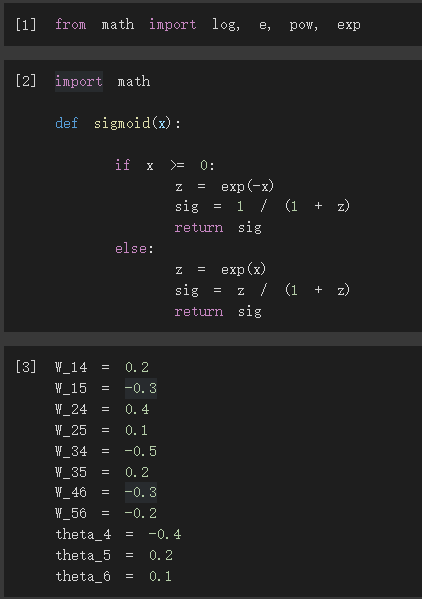 [1] from math import log, e, pow, exp
[2] import math
def sigmoid(x):
if x >= 0:
z = exp(-x)
sig = 1 / (1 + z)
return sig
else:
z = exp(x)
sig = z / (1 + z)
return sig
[3] W_14 = 0.2
W_15 = -0.3
W_24 = 0.4
W_25 = 0.1
W_34 = -0.5
W_35 = 0.2
W_46 = -0.3
W_56 = -0.2
theta_4 = -0.4
theta_5 = 0.2
theta_6 = 0.1